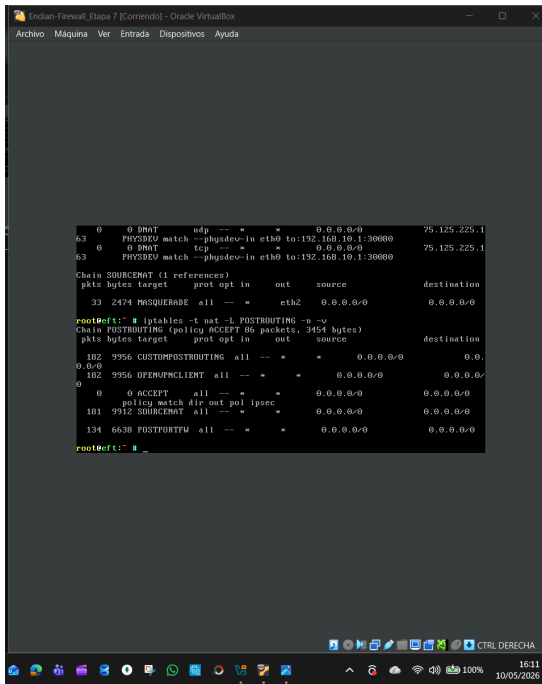 Endian-Firewall_Etapa 7 [Corriendo] - Oracle VirtualBox
Archivo Máquina Ver Entrada Dispositivos Ayuda
0 0 DNAT udp -- * * 0.0.0.0/0 75.125.225.1
63 PHYSDEV match --physdev-in eth0 to:192.168.10.1:30080
0 0 DNAT tcp -- * * 0.0.0.0/0 75.125.225.1
63 PHYSDEV match --physdev-in eth0 to:192.168.10.1:30080
Chain SOURCENAT (1 references)
pkts bytes target prot opt in out source destination
33 2474 MASQUERADE all -- * eth2 0.0.0.0/0 0.0.0.0/0
root@eft:~ # iptables -t nat -L POSTROUTING -n -v
Chain POSTROUTING (policy ACCEPT 86 packets, 3454 bytes)
pkts bytes target prot opt in out source destination
182 9956 CUSTOMPOSTROUTING all -- * * 0.0.0.0/0 0.0.
0.0/0
182 9956 OPENVPNCLIENT all -- * * 0.0.0.0/0 0.0.0.0/
0
0 0 ACCEPT all -- * * 0.0.0.0/0 0.0.0.0/0
policy match dir out pol ipsec
181 9912 SOURCENAT all -- * * 0.0.0.0/0 0.0.0.0/0
134 6638 POSTPORTFW all -- * * 0.0.0.0/0 0.0.0.0/0
root@eft:~ # _
CTRL DERECHA
100%
16:11
10/05/2026